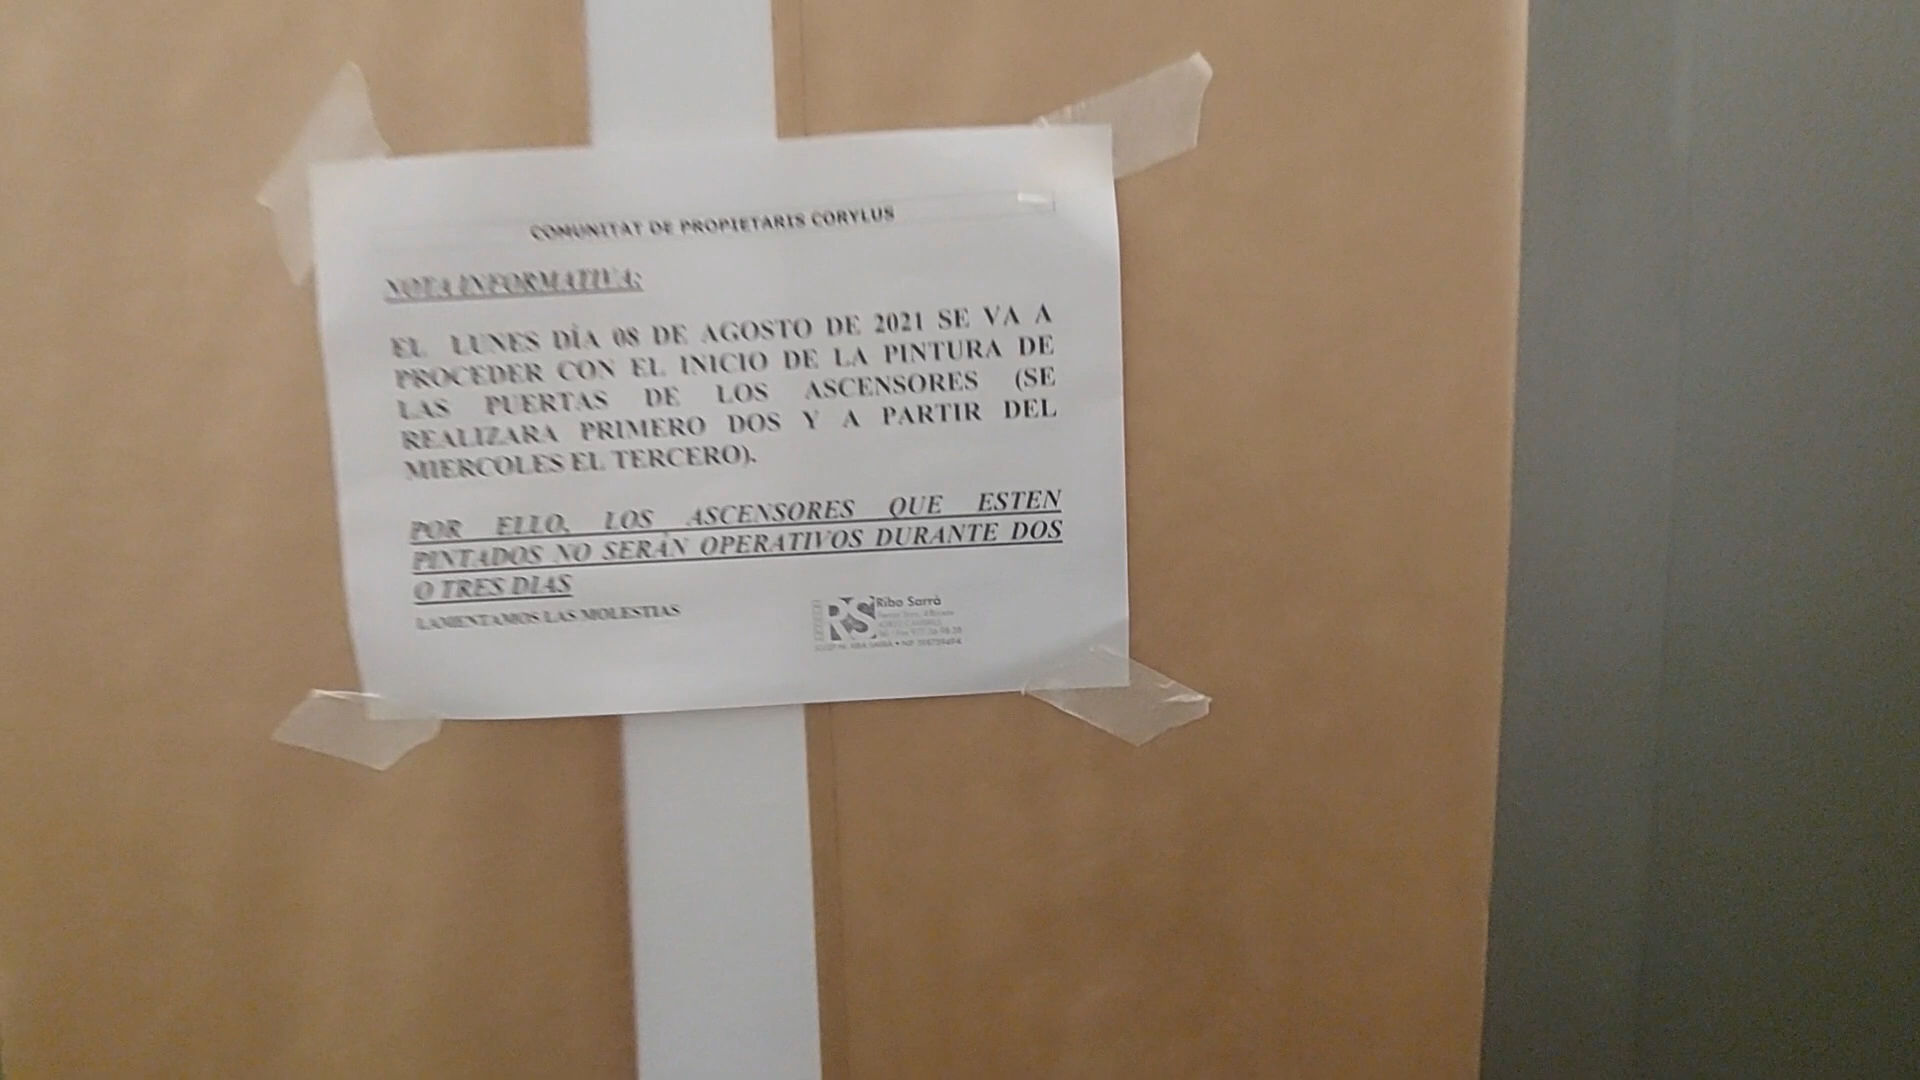 COMUNITAT DE PROPIETARIS CORYLUS
NOTA INFORMATIVA:
EL LUNES DÍA 08 DE AGOSTO DE 2021 SE VA A
PROCEDER CON EL INICIO DE LA PINTURA DE
LAS PUERTAS DE LOS ASCENSORES (SE
REALIZARA PRIMERO DOS Y A PARTIR DEL
MIERCOLES EL TERCERO).
POR ELLO, LOS ASCENSORES QUE ESTEN
PINTADOS NO SERÁN OPERATIVOS DURANTE DOS
O TRES DIAS
LAMENTAMOS LAS MOLESTIAS
RS Riba Sarrà